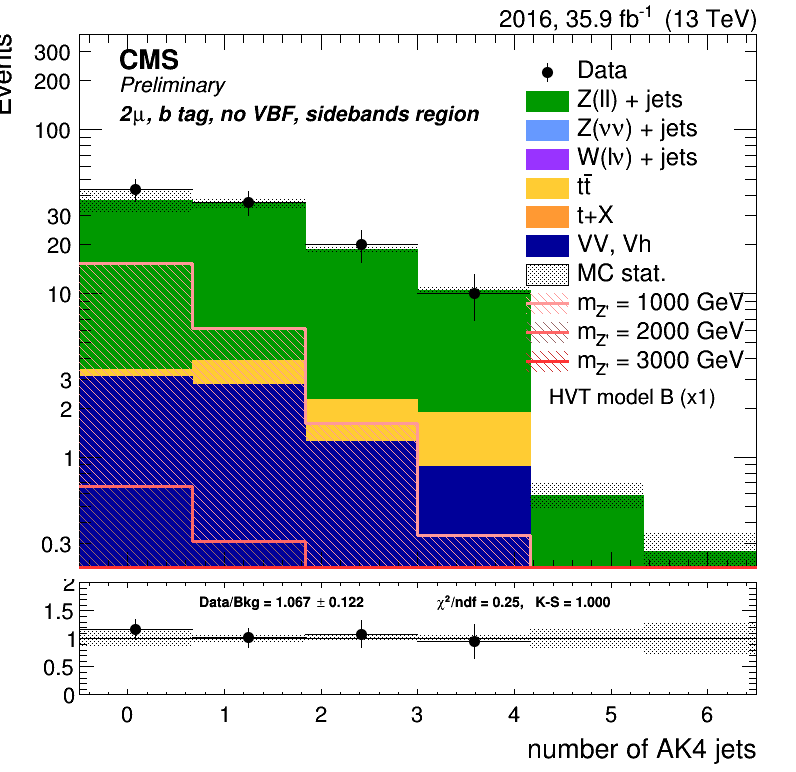 2016, 35.9 fb⁻¹ (13 TeV)
Events
CMS
Preliminary
2μ, b tag, no VBF, sidebands region
Data
Z(ll) + jets
Z(νν) + jets
W(lν) + jets
tt̄
t+X
VV, Vh
MC stat.
m_Z' = 1000 GeV
m_Z' = 2000 GeV
m_Z' = 3000 GeV
HVT model B (x1)
300
200
100
30
20
10
3
2
1
0.3
Data/Bkg = 1.067 ± 0.122
χ²/ndf = 0.25, K-S = 1.000
2
1.5
1
0.5
0
0 1 2 3 4 5 6
number of AK4 jets